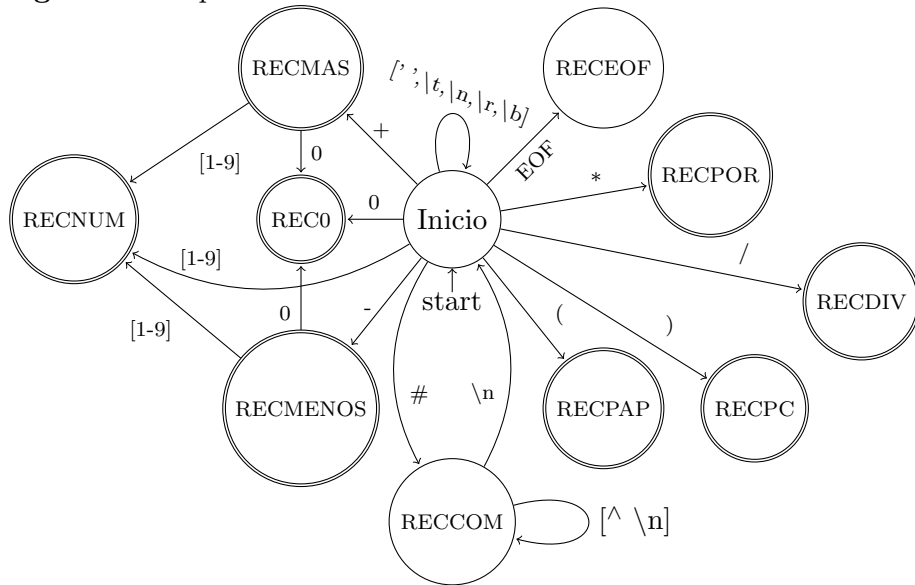 RECMAS
RECEOF
[' ',\t,\n,\r,\b]
+
EOF
*
RECPOR
[1-9]
0
RECNUM
REC0
0
Inicio
/
[1-9]
start
RECDIV
[1-9]
0
-
(
)
RECMENOS
#
\n
RECPAP
RECPC
RECCOM
[^ \n]